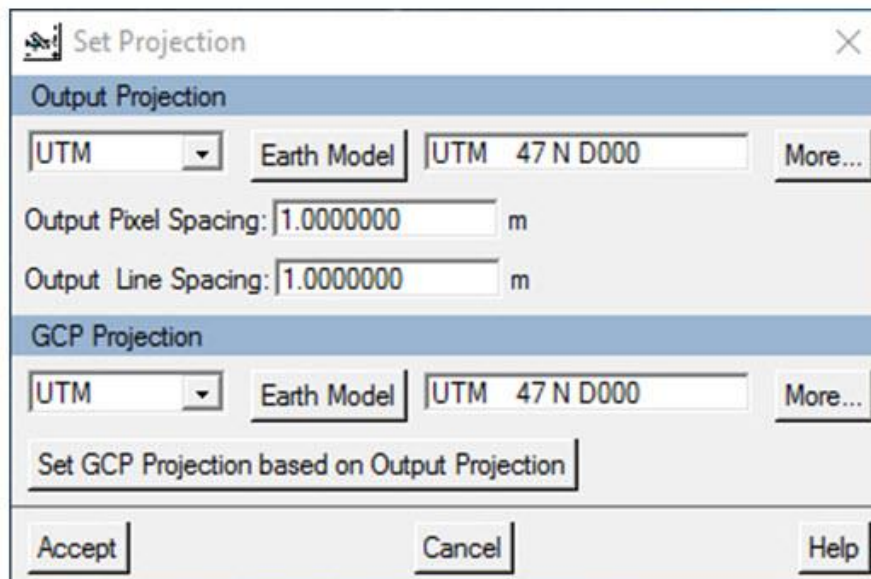 Set Projection
Output Projection
UTM Earth Model UTM 47 N D000 More...
Output Pixel Spacing: 1.0000000 m
Output Line Spacing: 1.0000000 m
GCP Projection
UTM Earth Model UTM 47 N D000 More...
Set GCP Projection based on Output Projection
Accept Cancel Help